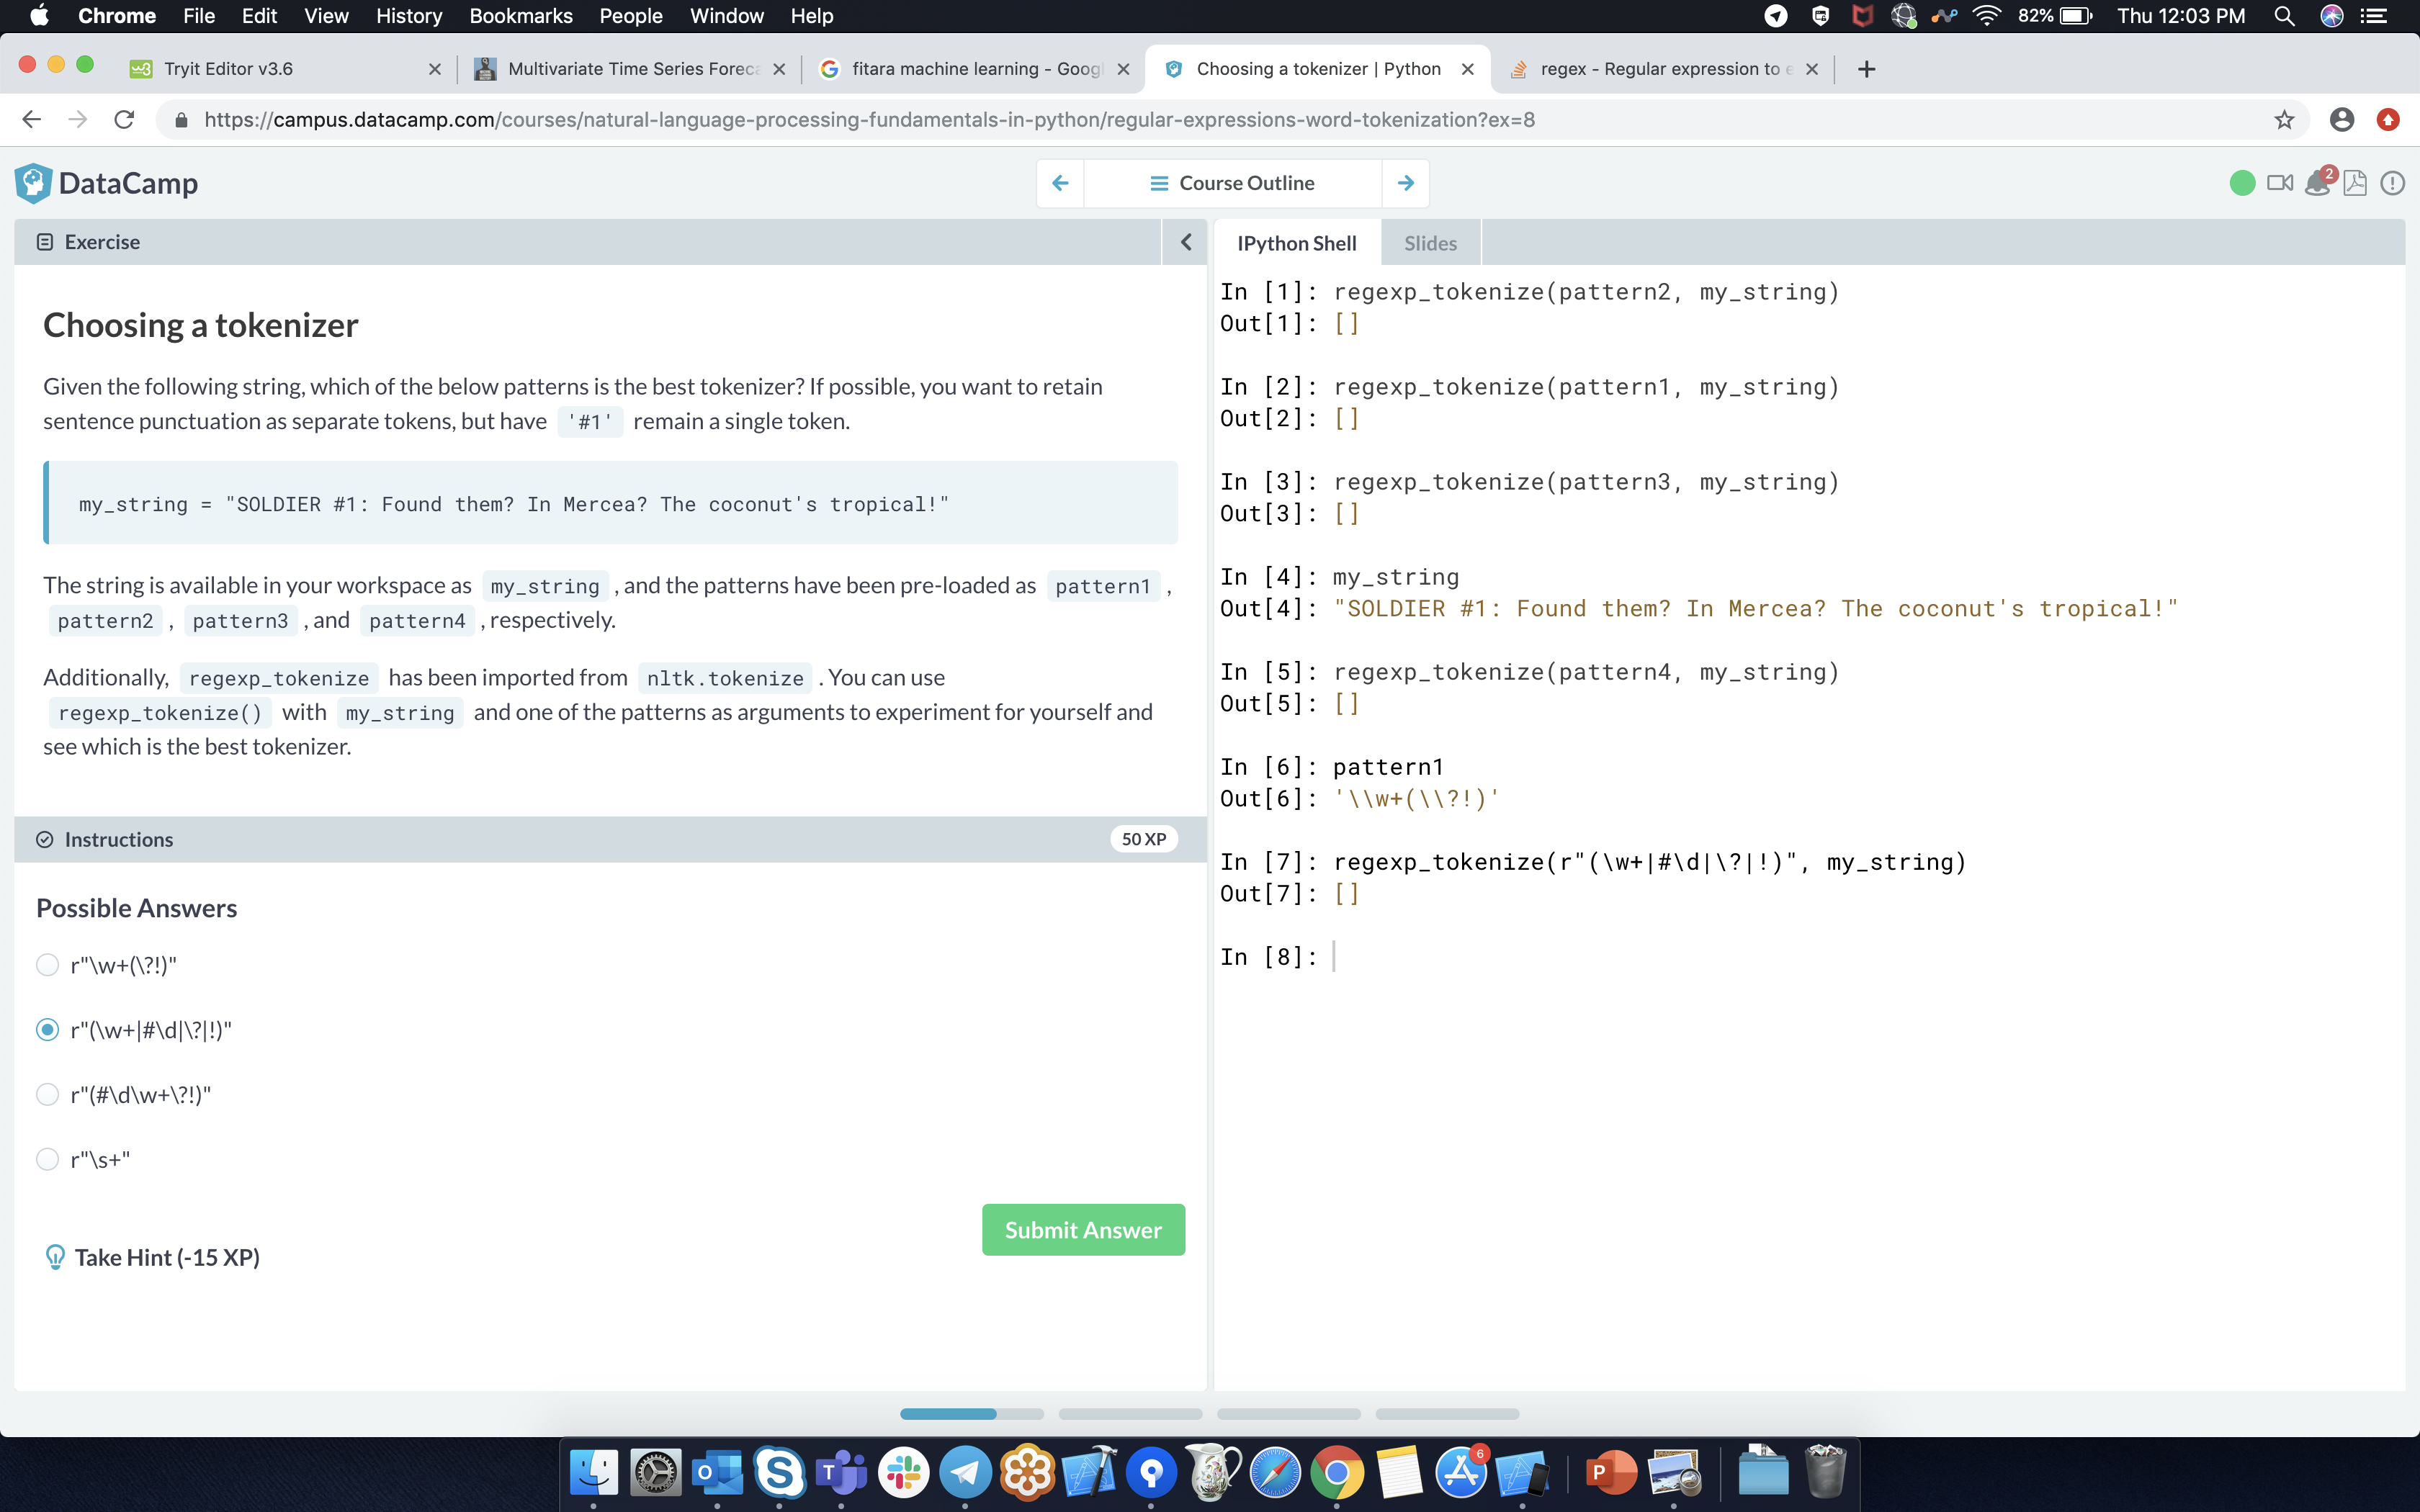 Chrome File Edit View History Bookmarks People Window Help 82% Thu 12:03 PM
Tryit Editor v3.6 Multivariate Time Series Foreca fitara machine learning - Googl Choosing a tokenizer | Python regex - Regular expression to e
https://campus.datacamp.com/courses/natural-language-processing-fundamentals-in-python/regular-expressions-word-tokenization?ex=8
DataCamp Course Outline 2
Exercise
Choosing a tokenizer
Given the following string, which of the below patterns is the best tokenizer? If possible, you want to retain
sentence punctuation as separate tokens, but have '#1' remain a single token.
my_string = "SOLDIER #1: Found them? In Mercea? The coconut's tropical!"
The string is available in your workspace as my_string , and the patterns have been pre-loaded as pattern1 ,
pattern2 , pattern3 , and pattern4 , respectively.
Additionally, regexp_tokenize has been imported from nltk.tokenize . You can use
regexp_tokenize() with my_string and one of the patterns as arguments to experiment for yourself and
see which is the best tokenizer.
Instructions 50 XP
Possible Answers
r"\w+(\?!)"
r"(\w+|#\d|\?|!)"
r"(#\d\w+\?!)"
r"\s+"
Submit Answer
Take Hint (-15 XP)
IPython Shell Slides
In [1]: regexp_tokenize(pattern2, my_string)
Out[1]: []
In [2]: regexp_tokenize(pattern1, my_string)
Out[2]: []
In [3]: regexp_tokenize(pattern3, my_string)
Out[3]: []
In [4]: my_string
Out[4]: "SOLDIER #1: Found them? In Mercea? The coconut's tropical!"
In [5]: regexp_tokenize(pattern4, my_string)
Out[5]: []
In [6]: pattern1
Out[6]: '\\w+(\\?!)'
In [7]: regexp_tokenize(r"(\w+|#\d|\?|!)", my_string)
Out[7]: []
In [8]:
6